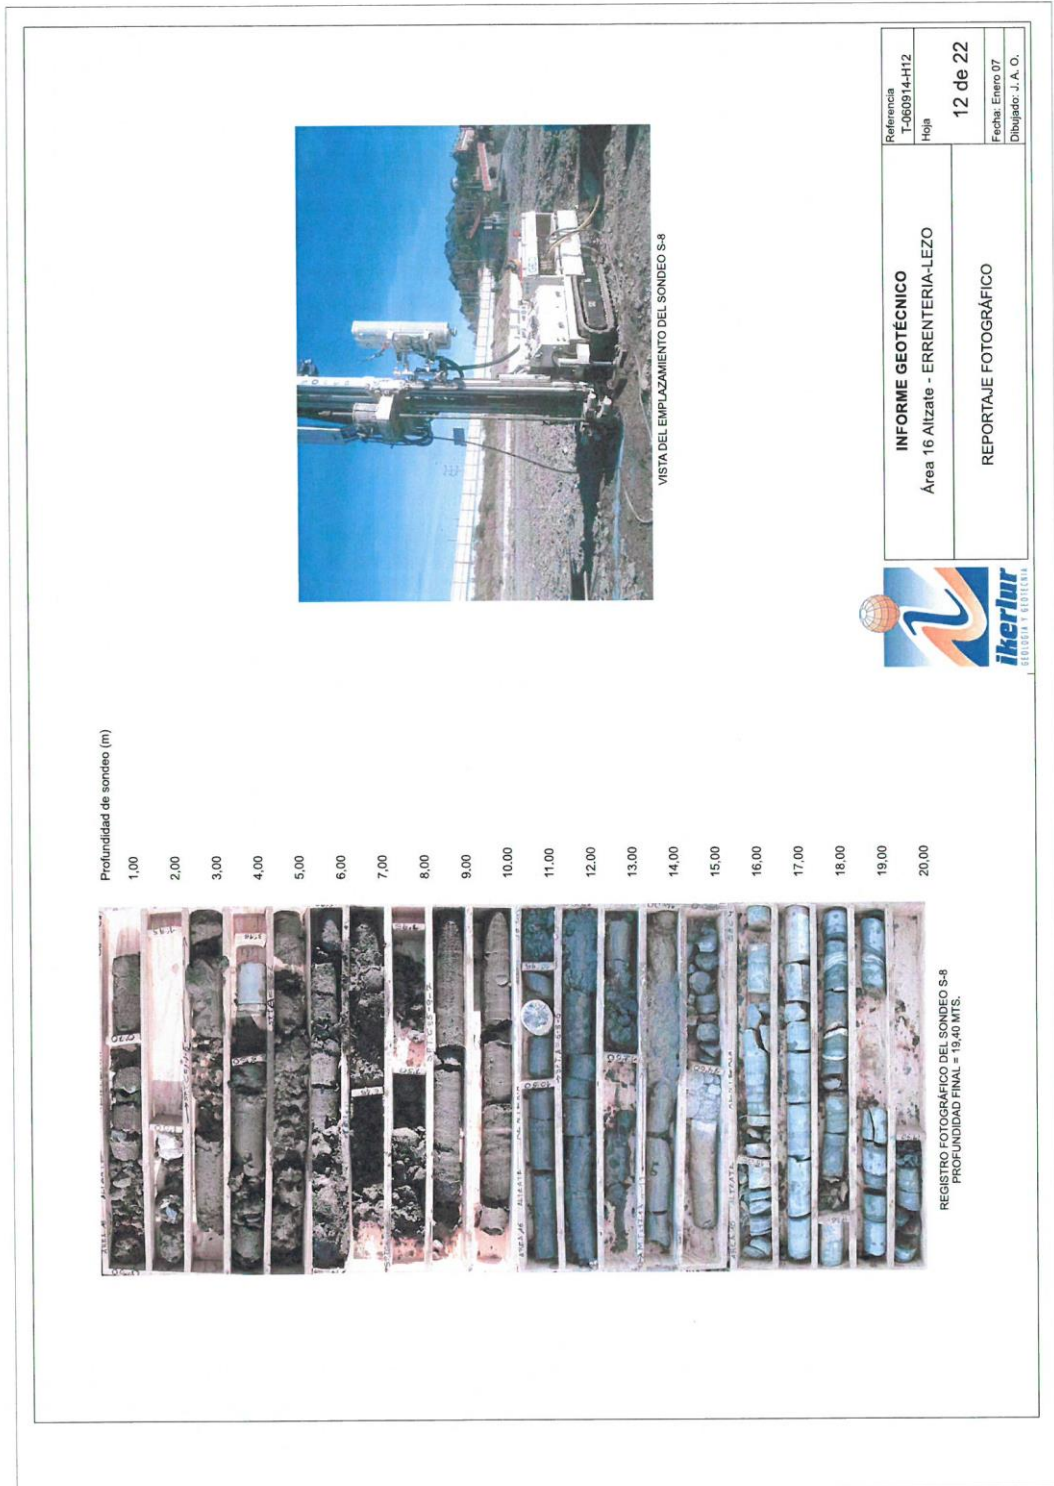 Profundidad de sondeo (m)
1,00
2,00
3,00
4,00
5,00
6,00
7,00
8,00
9.00
10.00
11.00
12.00
13.00
14,00
15,00
16,00
17,00
18,00
19,00
20,00
REGISTRO FOTOGRÁFICO DEL SONDEO S-8
PROFUNDIDAD FINAL = 19,40 MTS.
VISTA DEL EMPLAZAMIENTO DEL SONDEO S-8
ikerlur
GEOLOGIA Y GEOTECNIA
INFORME GEOTÉCNICO
Área 16 Altzate - ERRENTERIA-LEZO
REPORTAJE FOTOGRÁFICO
Referencia
T-060914-H12
Hoja
12 de 22
Fecha: Enero 07
Dibujado: J. A. O.